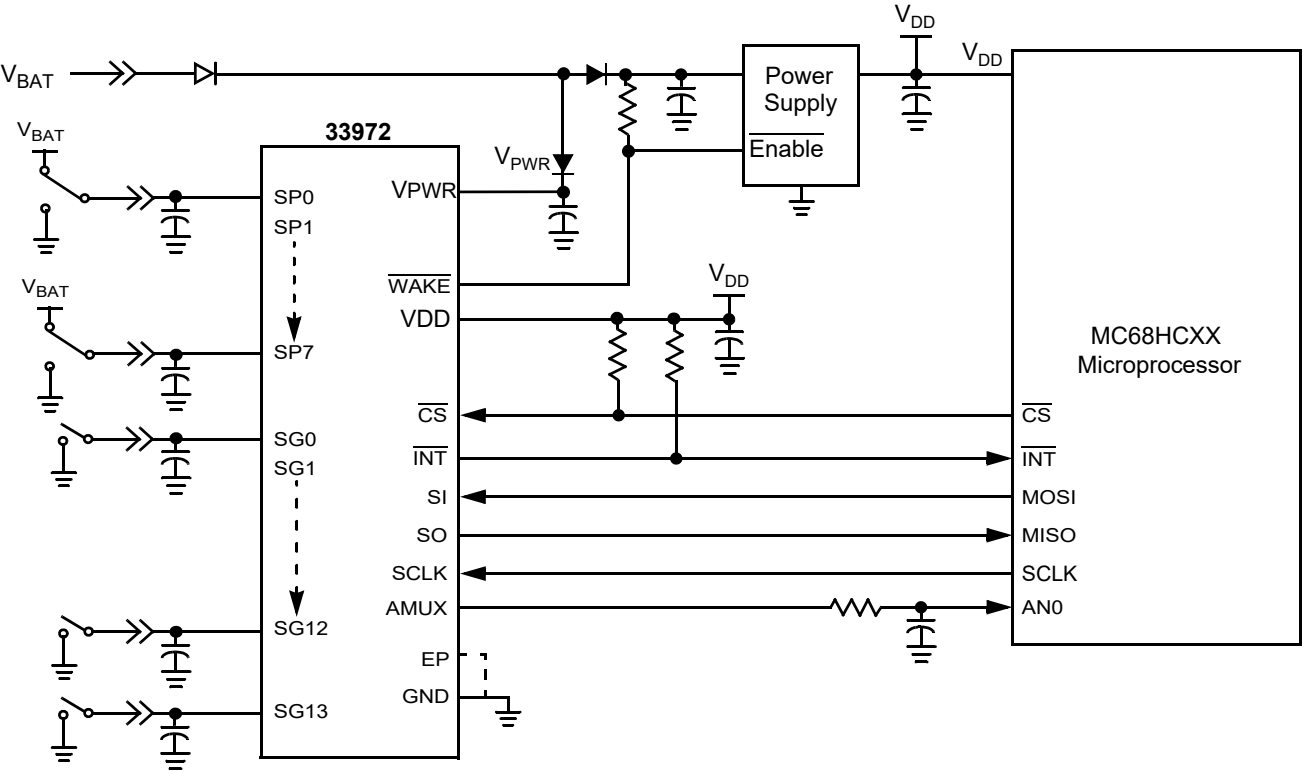 VDD
VDD
VBAT
Power
Supply
Enable
VBAT
33972
VPWR
SP0
VPWR
SP1
WAKE
VDD
VBAT
VDD
SP7
MC68HCXX
Microprocessor
CS
CS
SG0
INT
INT
SG1
SI
MOSI
SO
MISO
SCLK
SCLK
AMUX
AN0
SG12
EP
GND
SG13